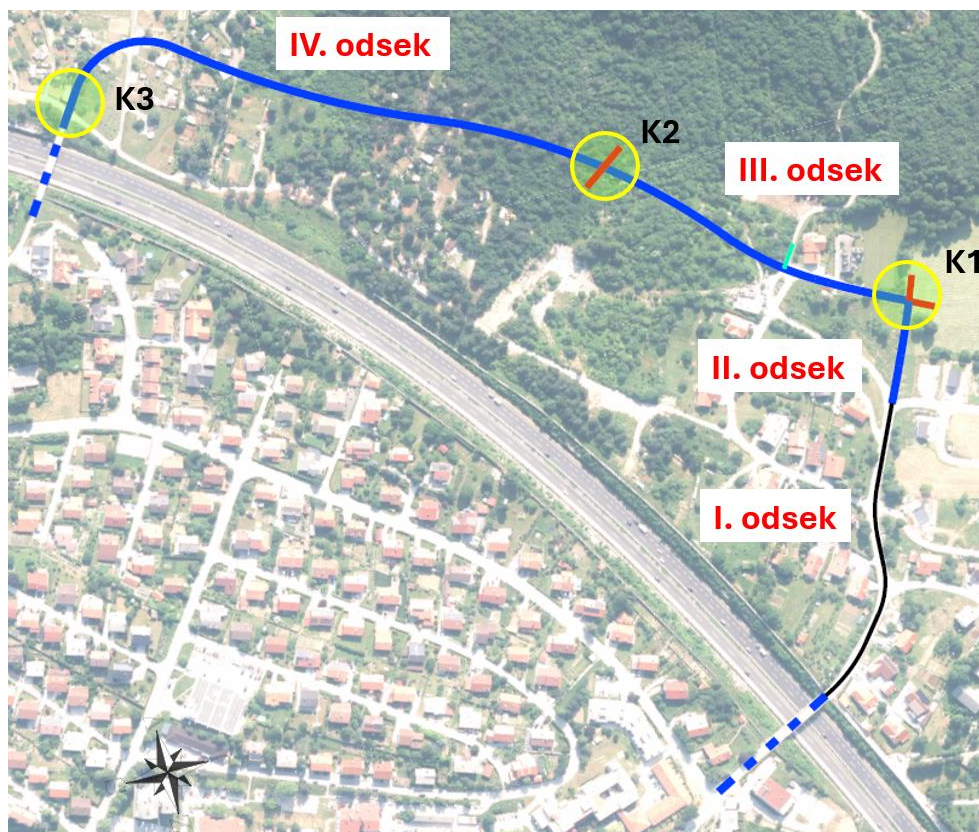 IV. odsek
K3
K2
III. odsek
K1
II. odsek
I. odsek